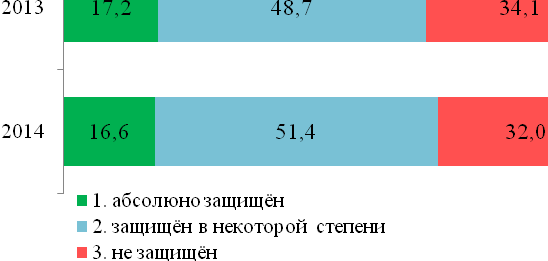 2013 17,2 48,7 34,1
2014 16,6 51,4 32,0
1. абсолюно защищён
2. защищён в некоторой степени
3. не защищён